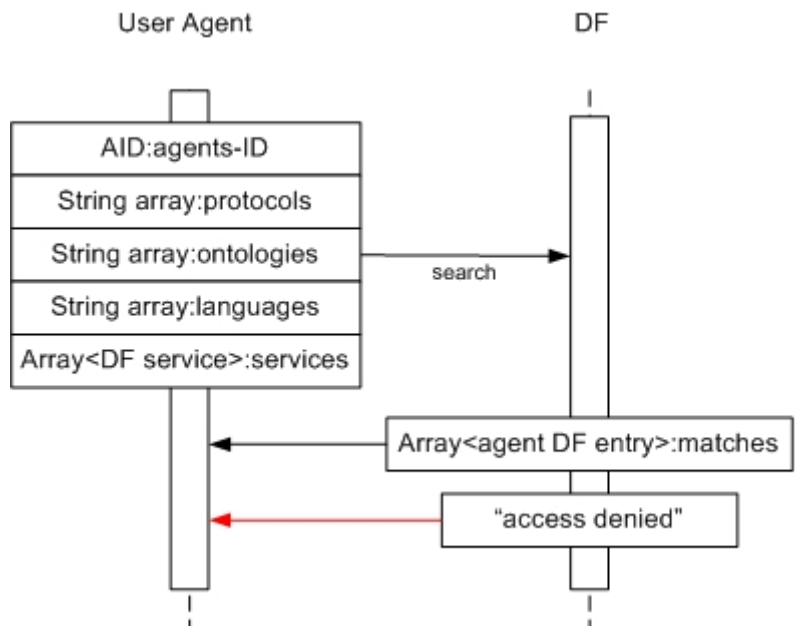 User Agent
DF
AID:agents-ID
String array:protocols
String array:ontologies
search
String array:languages
Array<DF service>:services
Array<agent DF entry>:matches
“access denied”